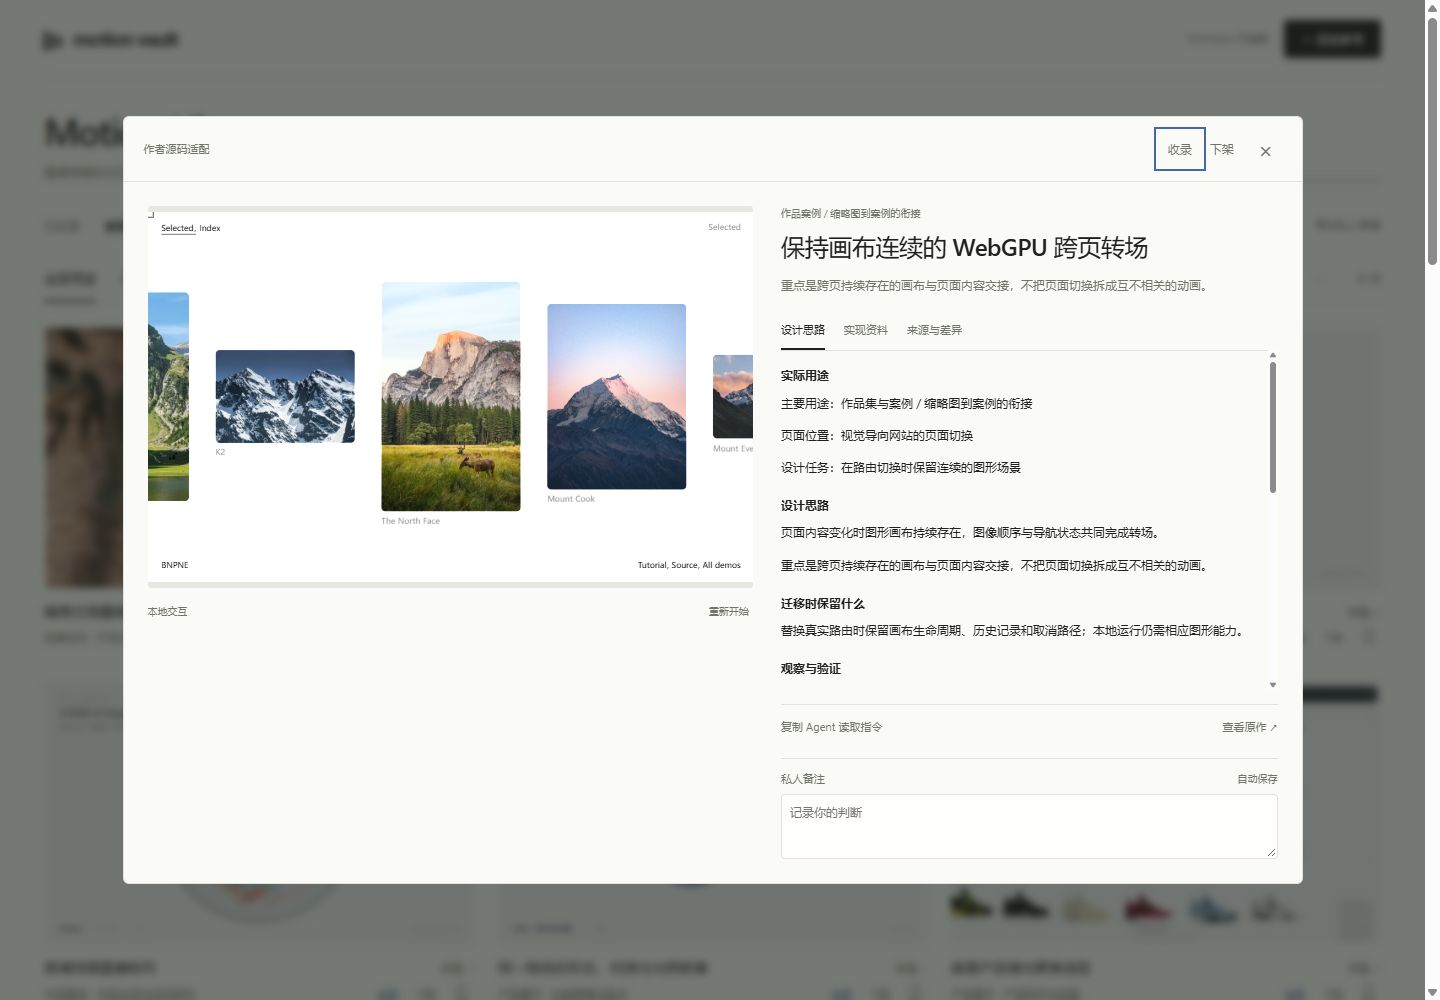 motion vault
作者源码适配
收录
下架
×
Selected, Index
Selected
K2
The North Face
Mount Cook
Mount Eve
BNPNE
Tutorial, Source, All demos
本地交互
重新开始
作品案例 / 缩略图到案例的衔接
保持画布连续的 WebGPU 跨页转场
重点是跨页持续存在的画布与页面内容交接，不把页面切换拆成互不相关的动画。
设计思路
实现资料
来源与差异
实际用途
主要用途：作品集与案例 / 缩略图到案例的衔接
页面位置：视觉导向网站的页面切换
设计任务：在路由切换时保留连续的图形场景
设计思路
页面内容变化时图形画布持续存在，图像顺序与导航状态共同完成转场。
重点是跨页持续存在的画布与页面内容交接，不把页面切换拆成互不相关的动画。
迁移时保留什么
替换真实路由时保留画布生命周期、历史记录和取消路径；本地运行仍需相应图形能力。
观察与验证
复制 Agent 读取指令
查看原作 ↗
私人备注
自动保存
记录你的判断